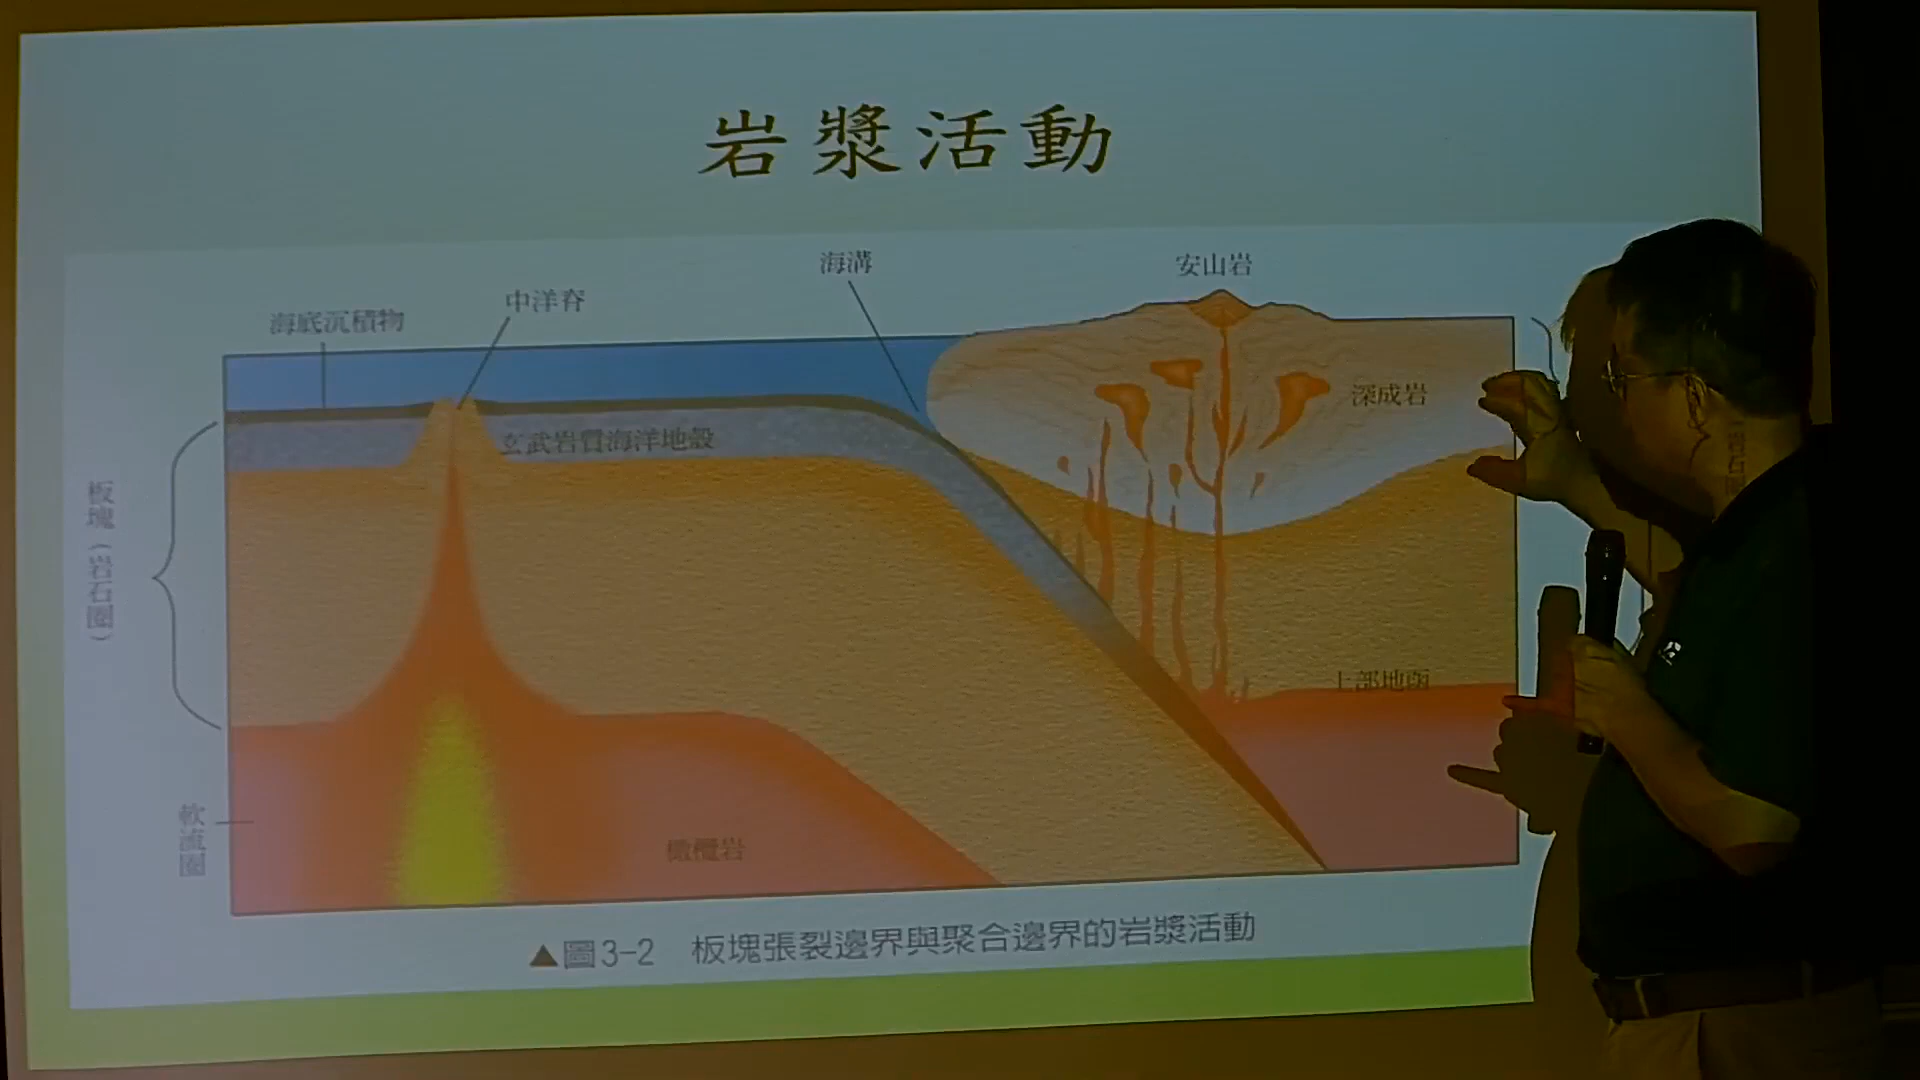 岩漿活動
海溝
安山岩
中洋脊
海底沉積物
深成岩
玄武岩質海洋地殼
板塊（岩石圈）
上部地函
軟流圈
橄欖岩
▲圖3-2 板塊張裂邊界與聚合邊界的岩漿活動